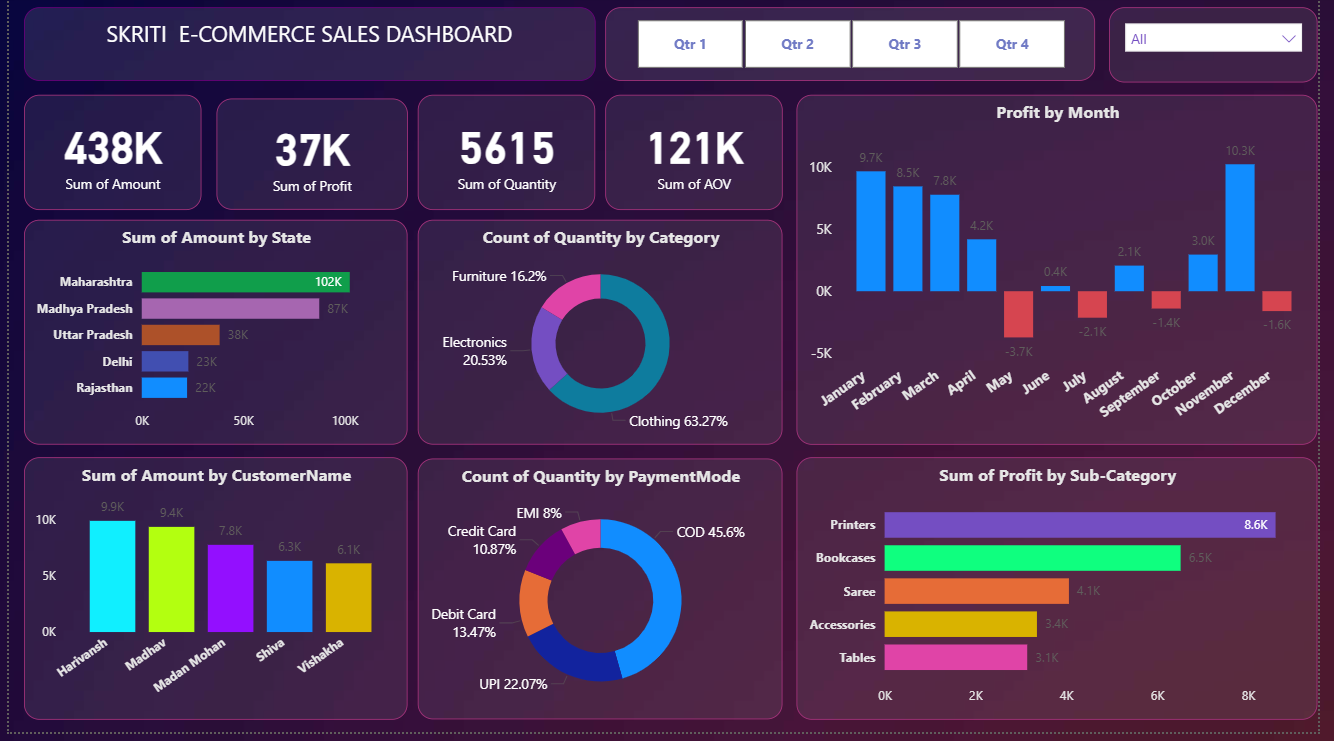 SKRITI  E-COMMERCE SALES DASHBOARD
Qtr 1
Qtr 2
Qtr 3
Qtr 4
All
438K
Sum of Amount
37K
Sum of Profit
5615
Sum of Quantity
121K
Sum of AOV
Profit by Month
10K
5K
0K
-5K
9.7K
8.5K
7.8K
4.2K
-3.7K
0.4K
-2.1K
2.1K
-1.4K
3.0K
10.3K
-1.6K
January
February
March
April
May
June
July
August
September
October
November
December
Sum of Amount by State
Maharashtra
102K
Madhya Pradesh
87K
Uttar Pradesh
38K
Delhi
23K
Rajasthan
22K
0K
50K
100K
Count of Quantity by Category
Furniture 16.2%
Electronics
20.53%
Clothing 63.27%
Sum of Amount by CustomerName
10K
5K
0K
9.9K
9.4K
7.8K
6.3K
6.1K
Harivansh
Madhav
Madan Mohan
Shiva
Vishakha
Count of Quantity by PaymentMode
EMI 8%
Credit Card
10.87%
COD 45.6%
Debit Card
13.47%
UPI 22.07%
Sum of Profit by Sub-Category
Printers
8.6K
Bookcases
6.5K
Saree
4.1K
Accessories
3.4K
Tables
3.1K
0K
2K
4K
6K
8K